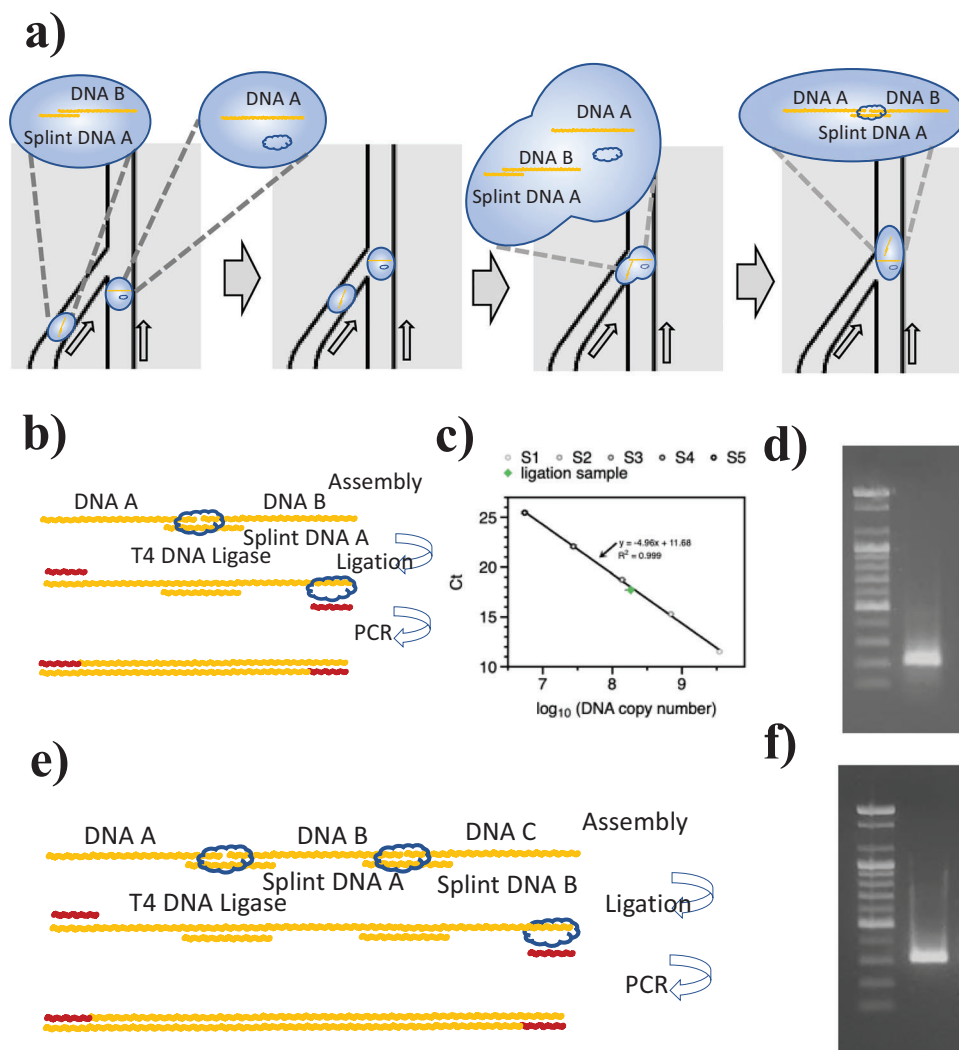 a)
DNA B
Splint DNA A
DNA A
DNA A
DNA B
Splint DNA A
DNA A
DNA B
Splint DNA A
b)
DNA A
DNA B
Assembly
Splint DNA A
T4 DNA Ligase
Ligation
PCR
c)
S1 S2 S3 S4 S5
ligation sample
25
20
15
10
Ct
y = -4.96x + 11.68
R² = 0.999
7 8 9
log₁₀ (DNA copy number)
d)
e)
DNA A
DNA B
DNA C
Assembly
Splint DNA A
Splint DNA B
T4 DNA Ligase
Ligation
PCR
f)